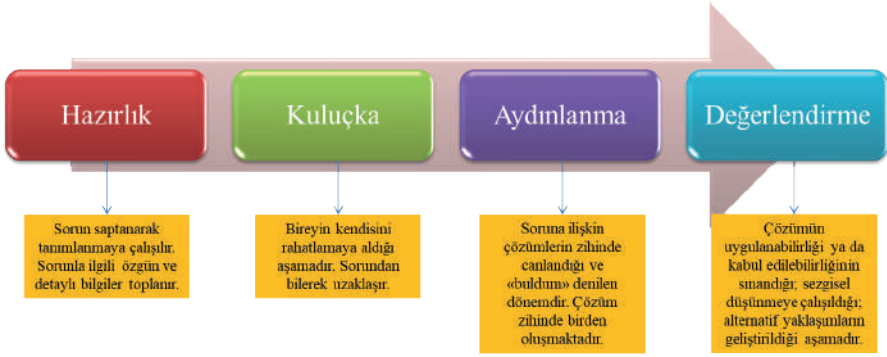 Hazırlık
Kuluçka
Aydınlanma
Değerlendirme
Sorun saptanarak
tanımlanmaya çalışılır.
Sorunla ilgili özgün ve
detaylı bilgiler toplanır.
Bireyin kendisini
rahatlamaya aldığı
aşamadır. Sorundan
bilerek uzaklaşır.
Soruna ilişkin
çözümlerin zihinde
canlandığı ve
«buldum» denilen
dönemdir. Çözüm
zihinde birden
oluşmaktadır.
Çözümün
uygulanabilirliği ya da
kabul edilebilirliğinin
sınandığı; sezgisel
düşünmeye çalışıldığı;
alternatif yaklaşımların
geliştirildiği aşamadır.